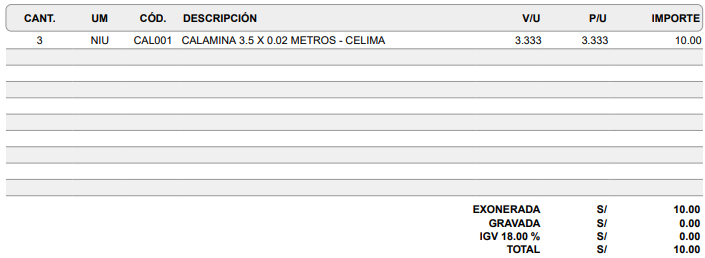 CANT. UM CÓD. DESCRIPCIÓN V/U P/U IMPORTE
3 NIU CAL001 CALAMINA 3.5 X 0.02 METROS - CELIMA 3.333 3.333 10.00
EXONERADA S/ 10.00
GRAVADA S/ 0.00
IGV 18.00 % S/ 0.00
TOTAL S/ 10.00